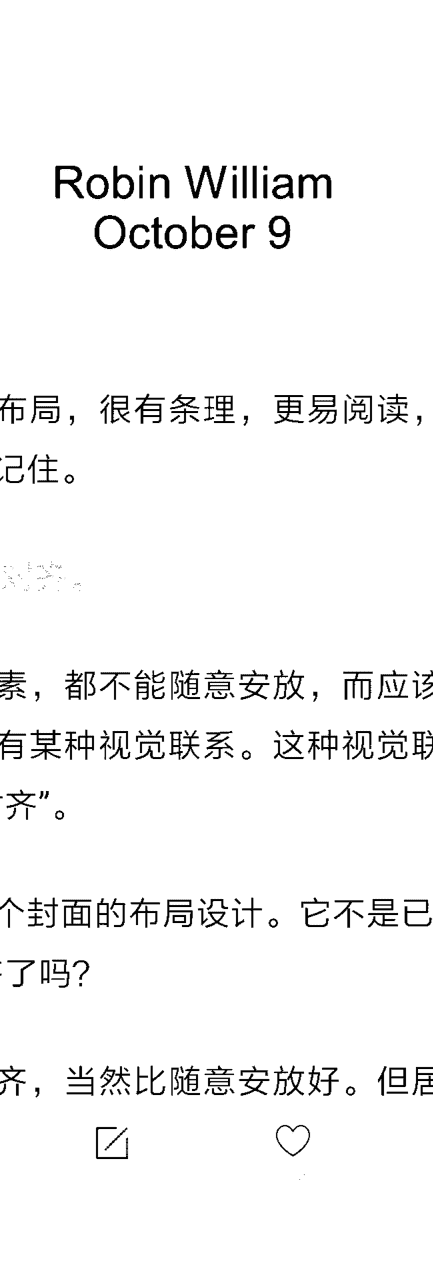 Robin William
October 9
布局，很有条理，更易阅读，
记住。
对齐。
素，都不能随意安放，而应该
有某种视觉联系。这种视觉联
齐”。
个封面的布局设计。它不是已
了吗？
齐，当然比随意安放好。但居